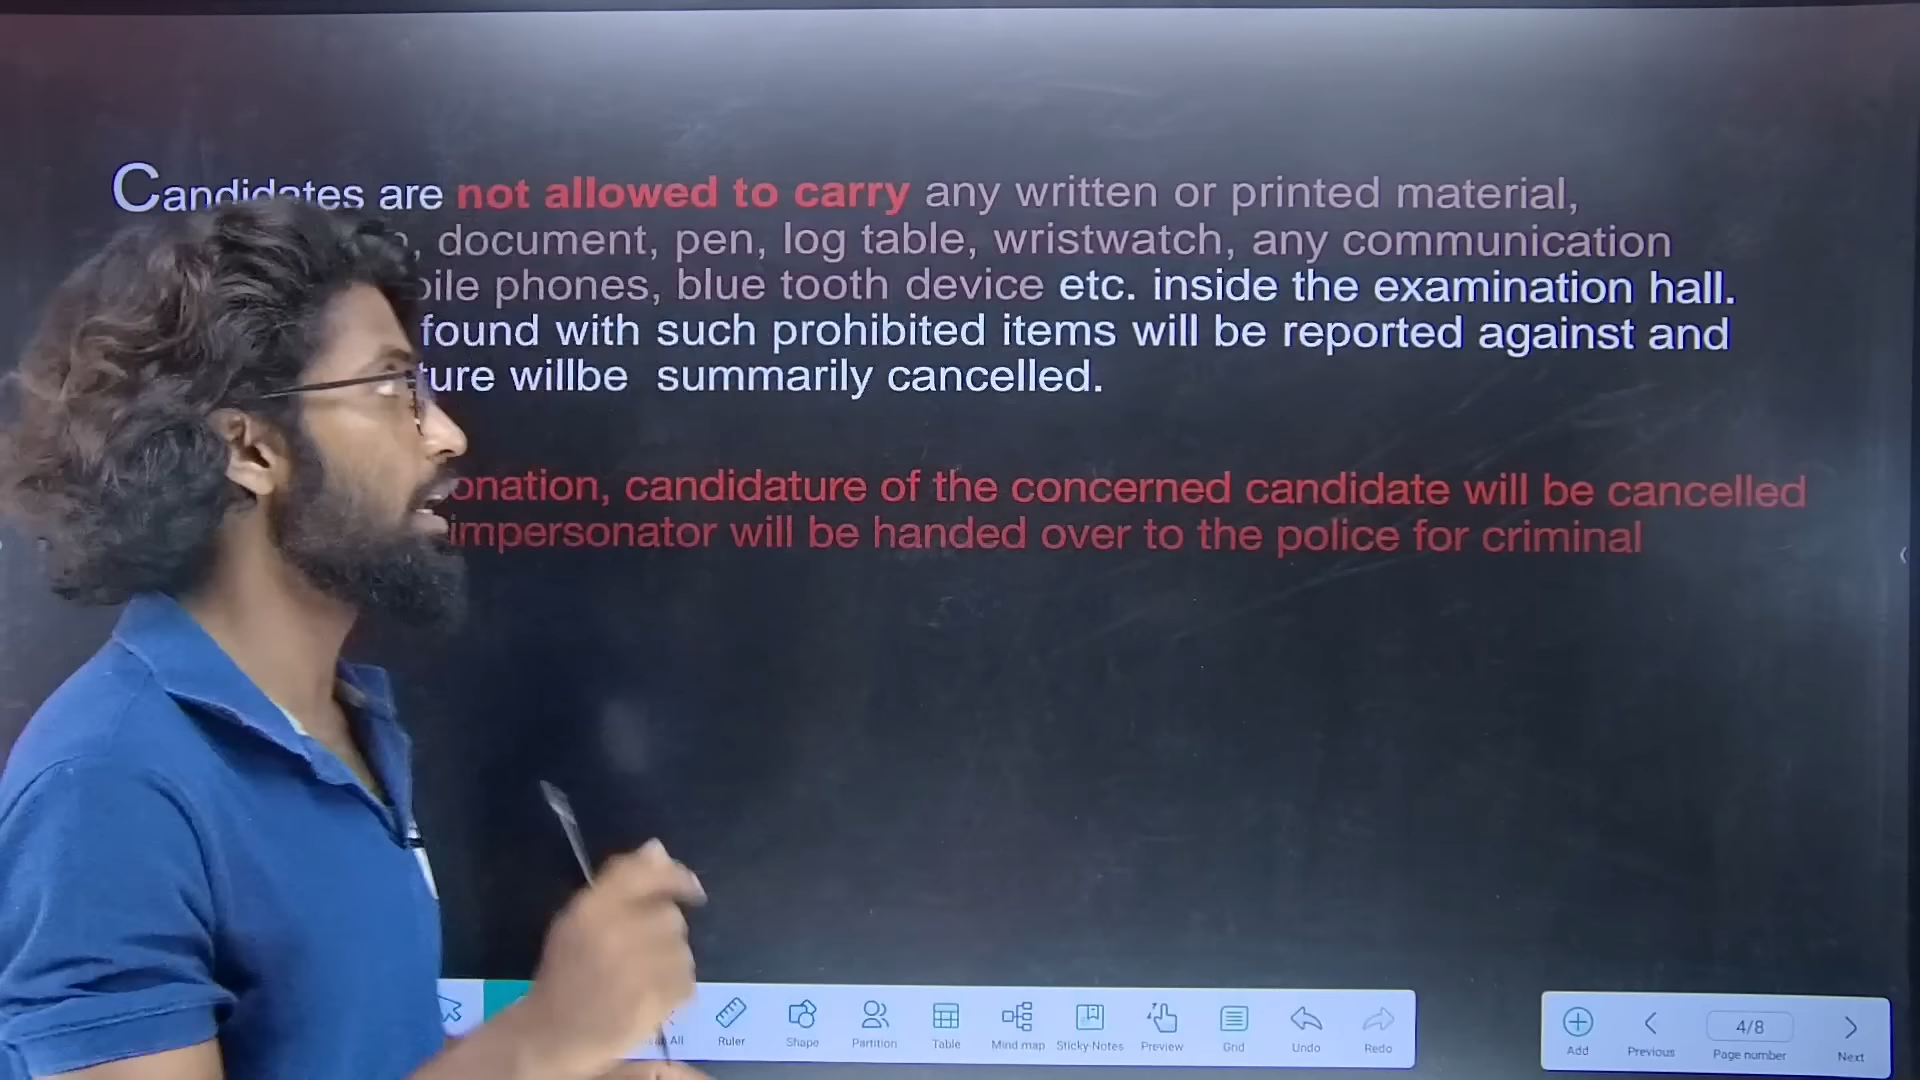 Candidates are not allowed to carry any written or printed material,
document, pen, log table, wristwatch, any communication
phones, blue tooth device etc. inside the examination hall.
found with such prohibited items will be reported against and
willbe summarily cancelled.
candidature of the concerned candidate will be cancelled
impersonator will be handed over to the police for criminal
All
Ruler
Shape
Partition
Table
Mind map
Sticky Notes
Preview
Grid
Undo
Redo
Add
Previous
4/8
Page number
Next